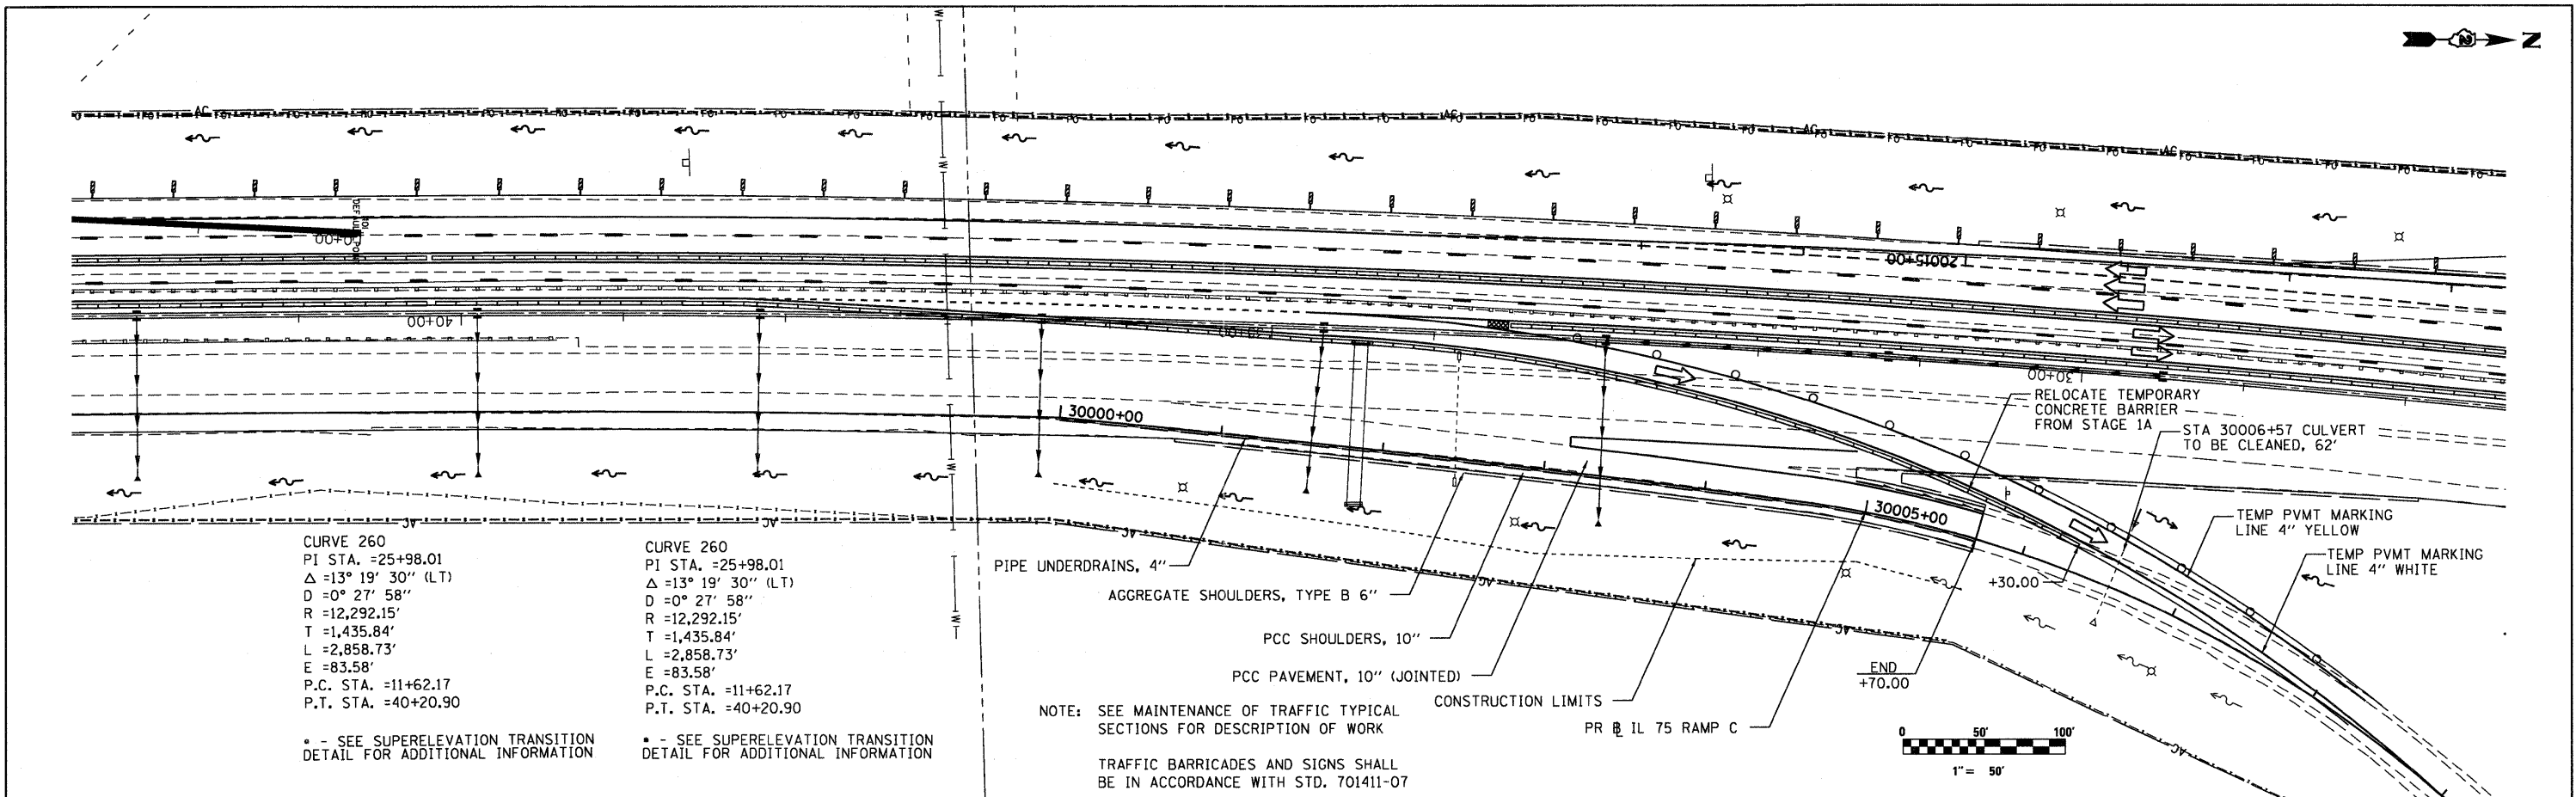 N
AC
AC
AC
AC
W
W
W
00+00
T 20015+00
40+00
30+00
30000+00
30005+00
RELOCATE TEMPORARY
CONCRETE BARRIER
FROM STAGE 1A
STA 30006+57 CULVERT
TO BE CLEANED, 62'
TEMP PVMT MARKING
LINE 4" YELLOW
TEMP PVMT MARKING
LINE 4" WHITE
+30.00
END
+70.00
PIPE UNDERDRAINS, 4"
AGGREGATE SHOULDERS, TYPE B 6"
PCC SHOULDERS, 10"
PCC PAVEMENT, 10" (JOINTED)
CONSTRUCTION LIMITS
PR ℄ IL 75 RAMP C
CURVE 260
PI STA. =25+98.01
Δ =13° 19' 30" (LT)
D =0° 27' 58"
R =12,292.15'
T =1,435.84'
L =2,858.73'
E =83.58'
P.C. STA. =11+62.17
P.T. STA. =40+20.90
* - SEE SUPERELEVATION TRANSITION
DETAIL FOR ADDITIONAL INFORMATION
CURVE 260
PI STA. =25+98.01
Δ =13° 19' 30" (LT)
D =0° 27' 58"
R =12,292.15'
T =1,435.84'
L =2,858.73'
E =83.58'
P.C. STA. =11+62.17
P.T. STA. =40+20.90
* - SEE SUPERELEVATION TRANSITION
DETAIL FOR ADDITIONAL INFORMATION
NOTE: SEE MAINTENANCE OF TRAFFIC TYPICAL
SECTIONS FOR DESCRIPTION OF WORK
TRAFFIC BARRICADES AND SIGNS SHALL
BE IN ACCORDANCE WITH STD. 701411-07
0 50' 100'
1" = 50'